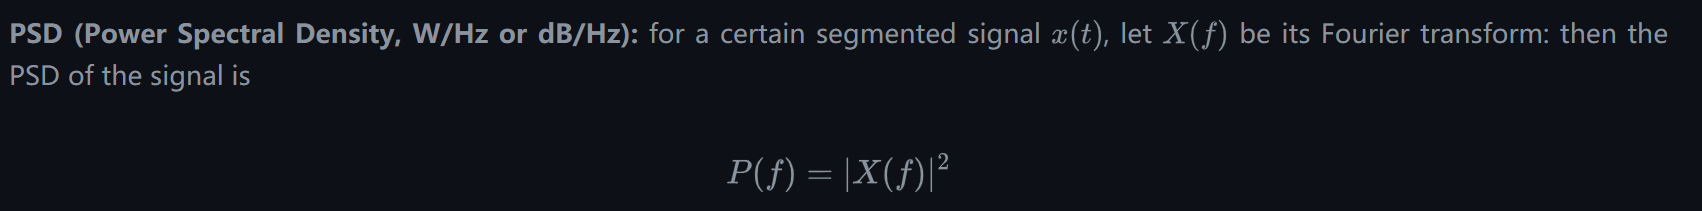 PSD (Power Spectral Density, W/Hz or dB/Hz): for a certain segmented signal x(t), let X(f) be its Fourier transform: then the
PSD of the signal is
P(f) = |X(f)|²